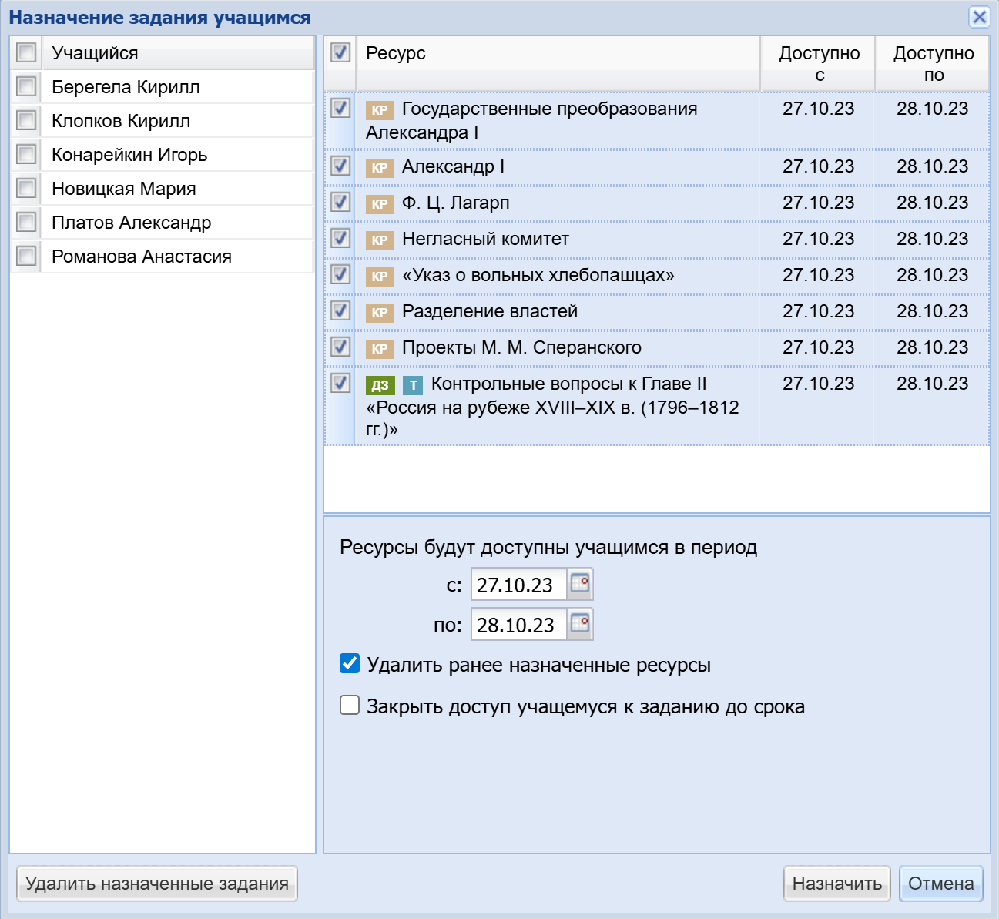 Назначение задания учащимся
Учащийся
Берегела Кирилл
Клопков Кирилл
Конарейкин Игорь
Новицкая Мария
Платов Александр
Романова Анастасия
Ресурс
Доступно
с
Доступно
по
КР Государственные преобразования 27.10.23 28.10.23
Александра I
КР Александр I 27.10.23 28.10.23
КР Ф. Ц. Лагарп 27.10.23 28.10.23
КР Негласный комитет 27.10.23 28.10.23
КР «Указ о вольных хлебопашцах» 27.10.23 28.10.23
КР Разделение властей 27.10.23 28.10.23
КР Проекты М. М. Сперанского 27.10.23 28.10.23
ДЗ Т Контрольные вопросы к Главе II 27.10.23 28.10.23
«Россия на рубеже XVIII–XIX в. (1796–1812
гг.)»
Ресурсы будут доступны учащимся в период
с: 27.10.23
по: 28.10.23
Удалить ранее назначенные ресурсы
Закрыть доступ учащемуся к заданию до срока
Удалить назначенные задания
Назначить
Отмена